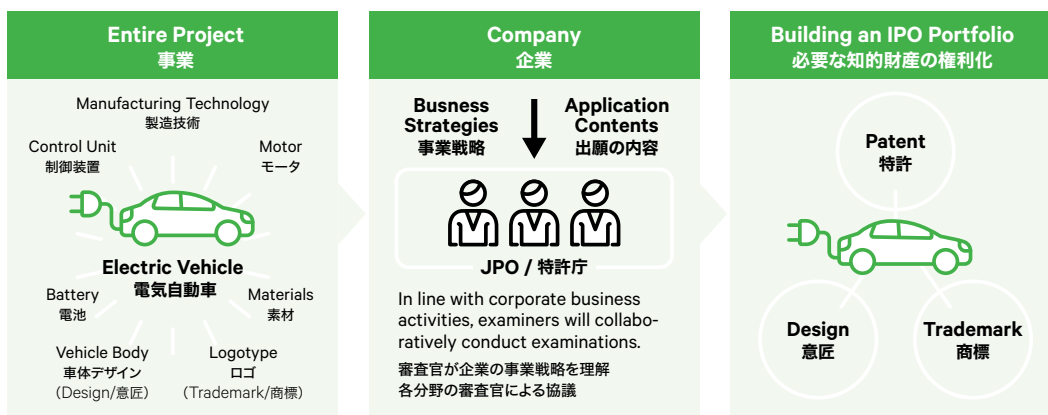 Entire Project
事業
Manufacturing Technology
製造技術
Control Unit
制御装置
Motor
モータ
Electric Vehicle
電気自動車
Battery
電池
Materials
素材
Vehicle Body
車体デザイン
(Design/意匠)
Logotype
ロゴ
(Trademark/商標)
Company
企業
Busness
Strategies
事業戦略
Application
Contents
出願の内容
JPO / 特許庁
In line with corporate business
activities, examiners will collabo-
ratively conduct examinations.
審査官が企業の事業戦略を理解
各分野の審査官による協議
Building an IPO Portfolio
必要な知的財産の権利化
Patent
特許
Design
意匠
Trademark
商標